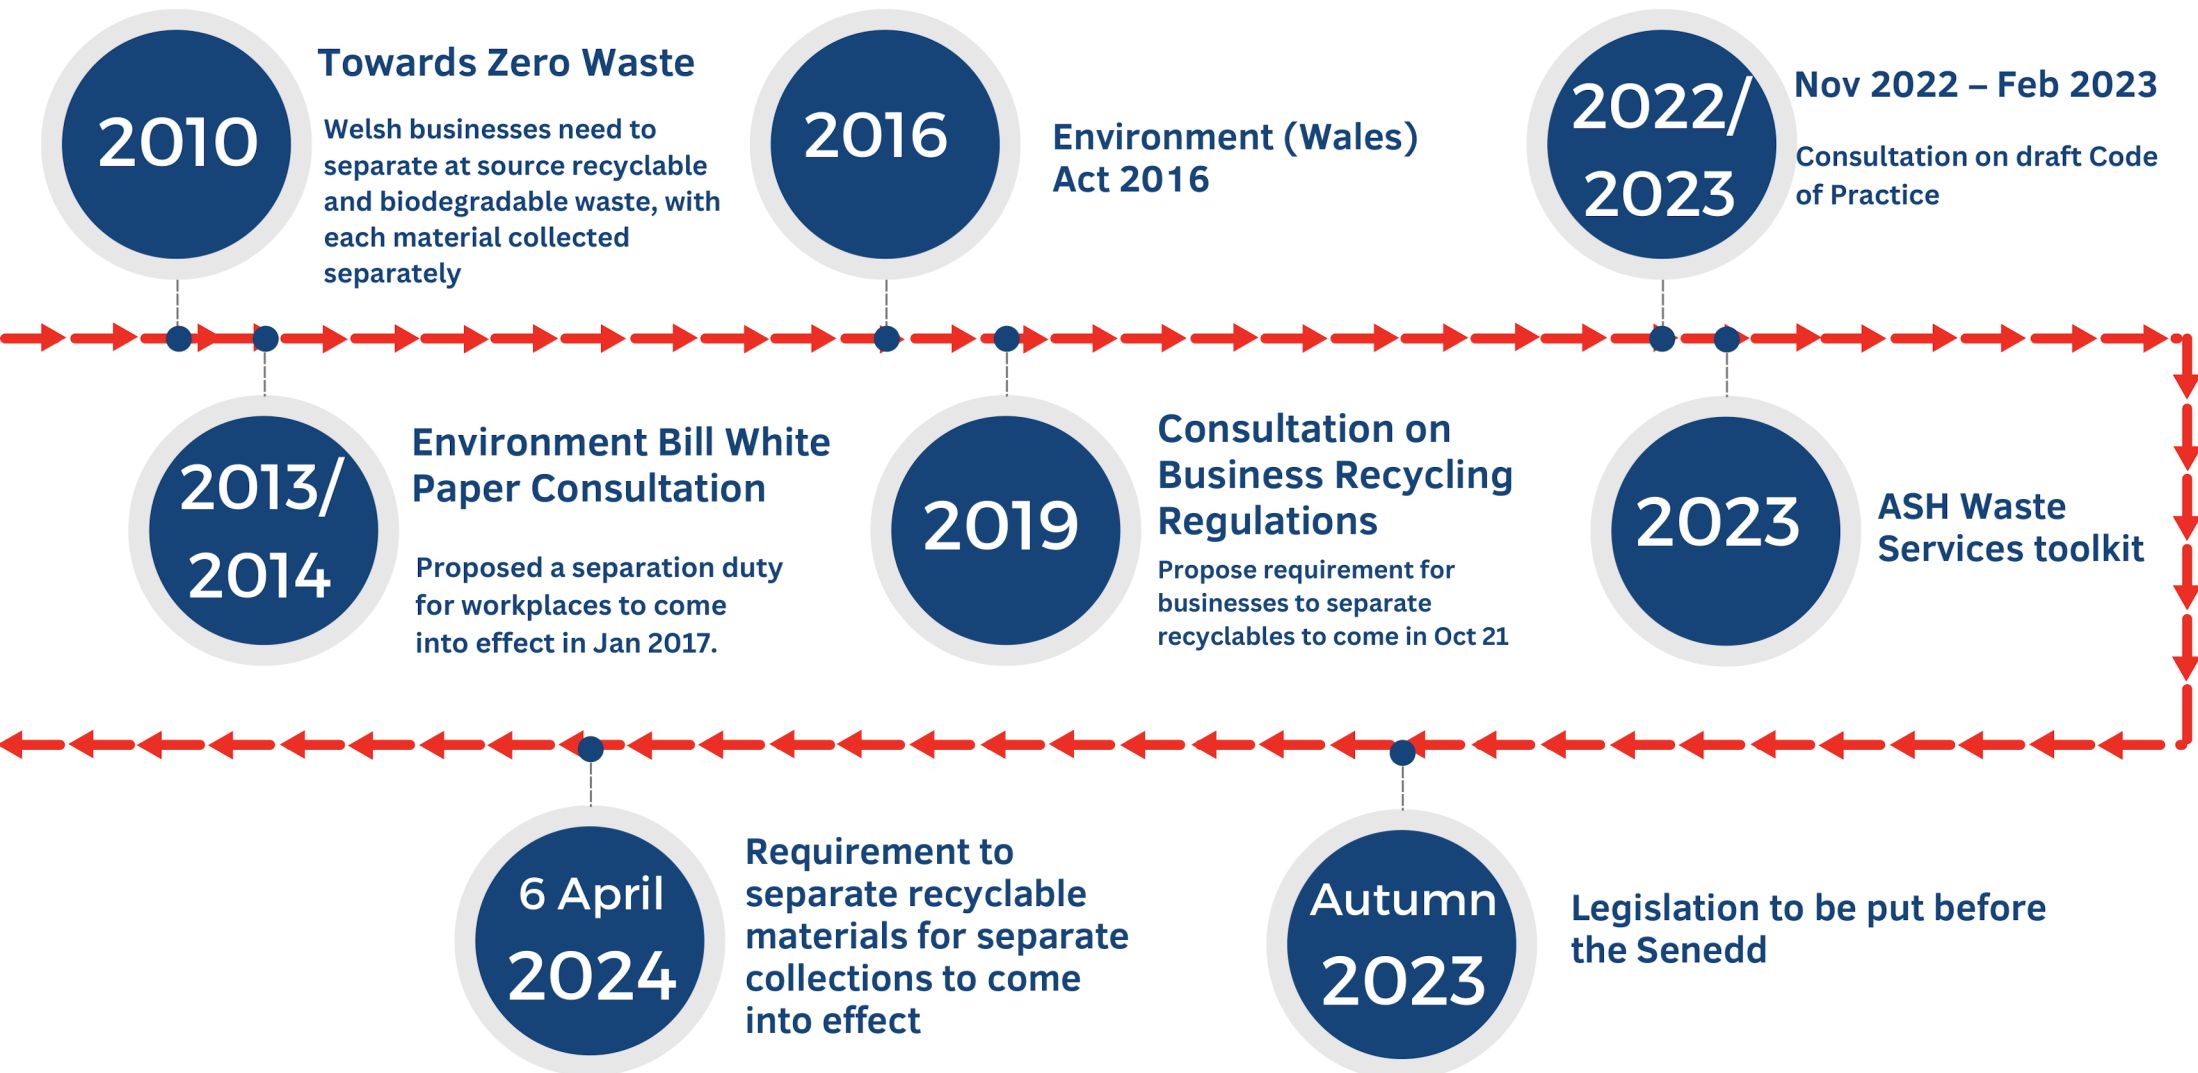 2010
Towards Zero Waste
Welsh businesses need to
separate at source recyclable
and biodegradable waste, with
each material collected
separately
2013/
2014
Environment Bill White
Paper Consultation
Proposed a separation duty
for workplaces to come
into effect in Jan 2017.
2016
Environment (Wales)
Act 2016
2019
Consultation on
Business Recycling
Regulations
Propose requirement for
businesses to separate
recyclables to come in Oct 21
2022/
2023
Nov 2022 – Feb 2023
Consultation on draft Code
of Practice
2023
ASH Waste
Services toolkit
Autumn
2023
Legislation to be put before
the Senedd
6 April
2024
Requirement to
separate recyclable
materials for separate
collections to come
into effect